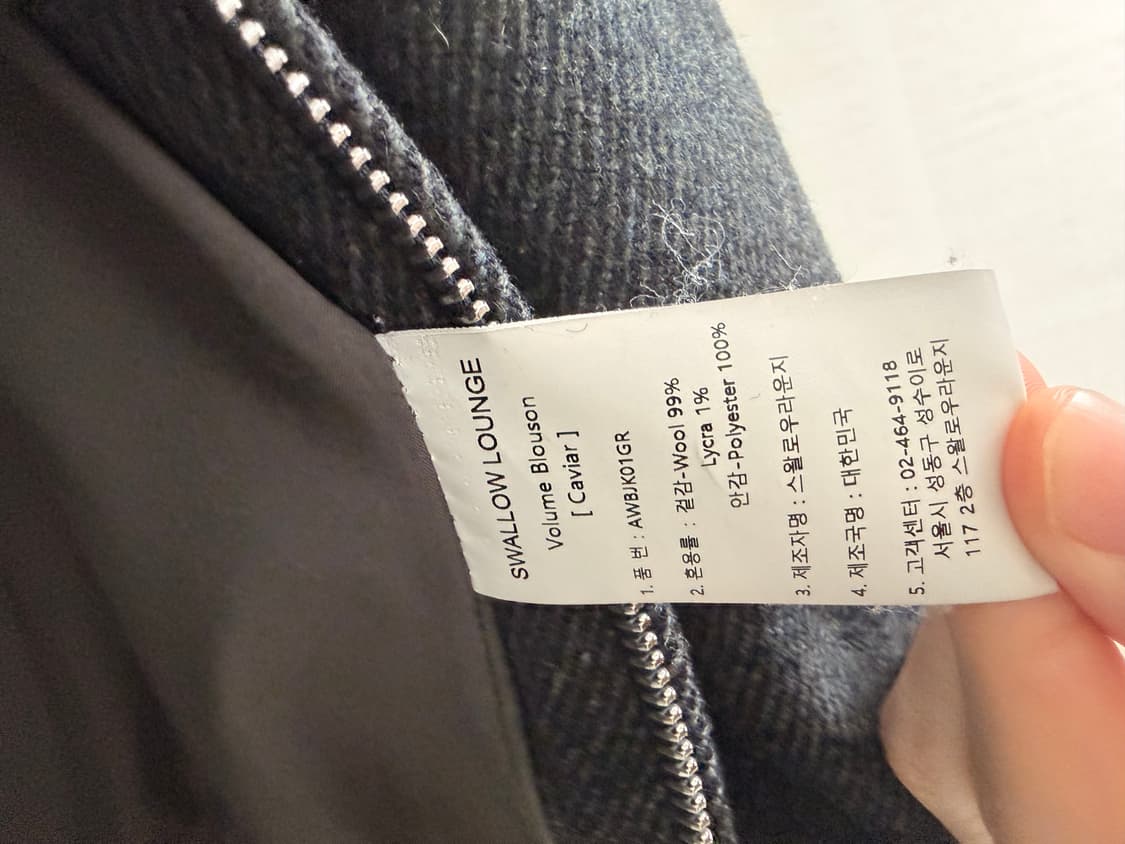 SWALLOW LOUNGE
Volume Blouson
[ Caviar ]
1. 품 번 : AWBJK01GR
2. 혼용률 : 겉감-Wool 99%
Lycra 1%
안감-Polyester 100%
3. 제조자명 : 스왈로우라운지
4. 제조국명 : 대한민국
5. 고객센터 : 02-464-9118
서울시 성동구 성수이로
117 2층 스왈로우라운지